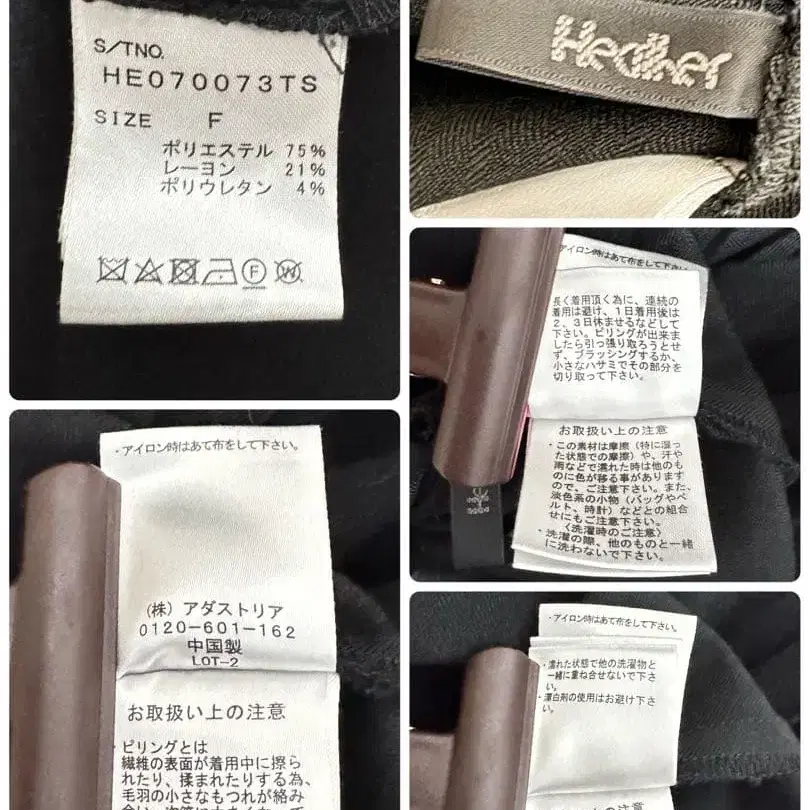 S/TNO.
HE070073TS
SIZE F
ポリエステル 75%
レーヨン 21%
ポリウレタン 4%
F
W
Heather
アイロン時はあて布をして下さい。
長く着用頂く為に、連続の
着用は避け、1日着用後は
2、3日休ませるなどして
下さい。ピリングが出来ま
したら引っ張り取ろうとせ
ず、ブラッシングするか、
小さなハサミでその部分を
切り取って下さい。
お取扱い上の注意
・この素材は摩擦(特に湿っ
た状態での摩擦)や、汗や
雨などで濡れた時は他のも
のに色が移る事があります
ので、ご注意下さい。また、
淡色系の小物(バッグやベ
ルト、時計)などとの組合
せにもご注意下さい。
〈洗濯時のご注意〉
・洗濯の際、他のものと一緒
に洗わないで下さい。
・アイロン時はあて布をして下さい。
(株)アダストリア
0120-601-162
中国製
LOT-2
お取扱い上の注意
ピリングとは
繊維の表面が着用中に擦ら
れたり、揉まれたりする為、
毛羽の小さなもつれが絡み
・アイロン時はあて布をして下さい。
・濡れた状態で他の洗濯物と
一緒に重ね合せないで下さ
い。
・漂白剤の使用はお避け下さ
い。